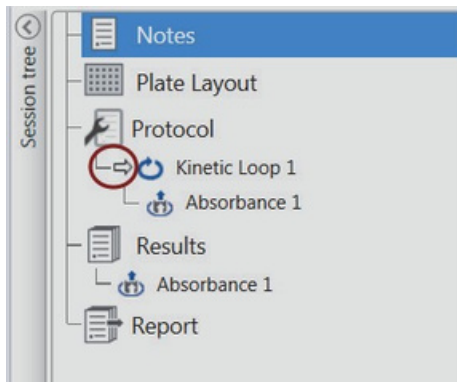 Session tree
Notes
Plate Layout
Protocol
Kinetic Loop 1
Absorbance 1
Results
Absorbance 1
Report